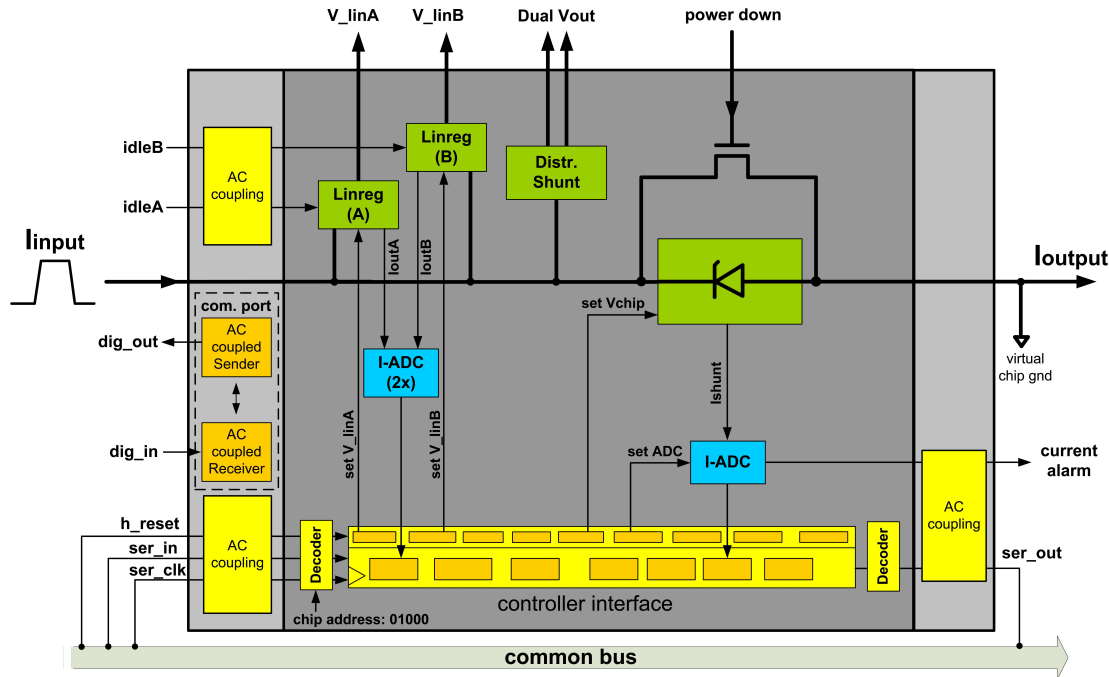 V_linA
V_linB
Dual Vout
power down
idleB
idleA
AC
coupling
Linreg
(B)
Linreg
(A)
Distr.
Shunt
Iinput
IoutA
IoutB
Ioutput
set Vchip
virtual
chip gnd
com. port
dig_out
AC
coupled
Sender
I-ADC
(2x)
Ishunt
dig_in
AC
coupled
Receiver
set V_linA
set V_linB
set ADC
I-ADC
current
alarm
h_reset
ser_in
ser_clk
AC
coupling
Decoder
controller interface
chip address: 01000
Decoder
AC
coupling
ser_out
common bus